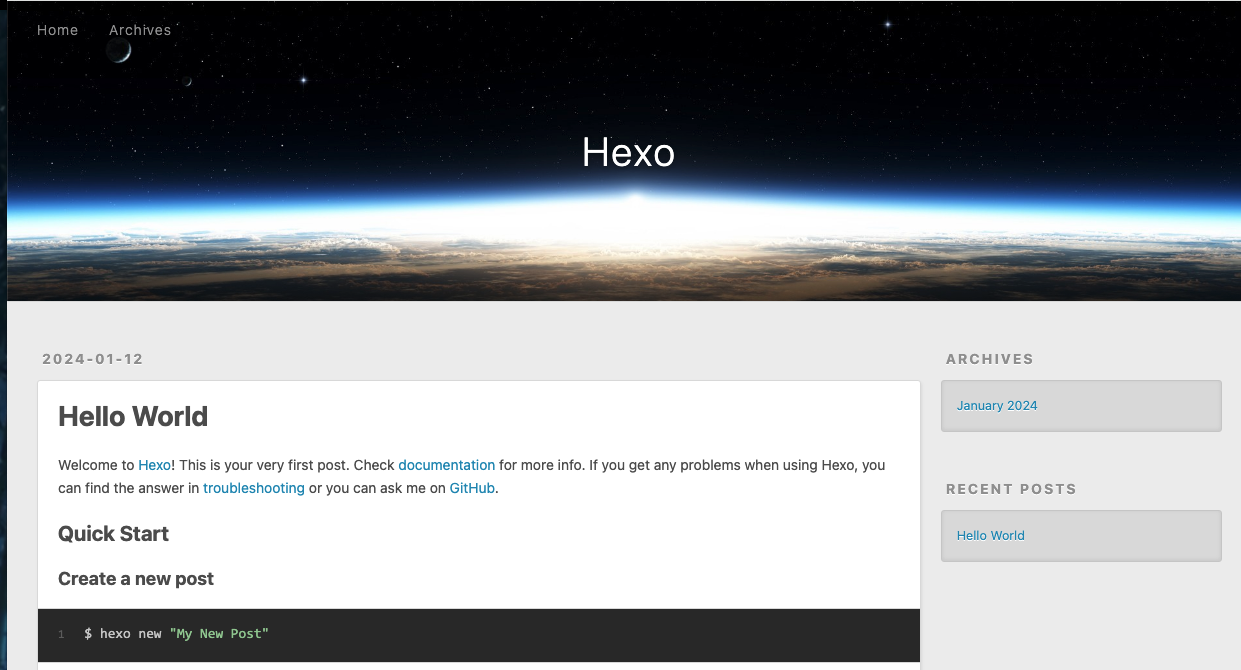 Home Archives
Hexo
2024-01-12
Hello World
Welcome to Hexo! This is your very first post. Check documentation for more info. If you get any problems when using Hexo, you
can find the answer in troubleshooting or you can ask me on GitHub.
Quick Start
Create a new post
1 $ hexo new "My New Post"
ARCHIVES
January 2024
RECENT POSTS
Hello World